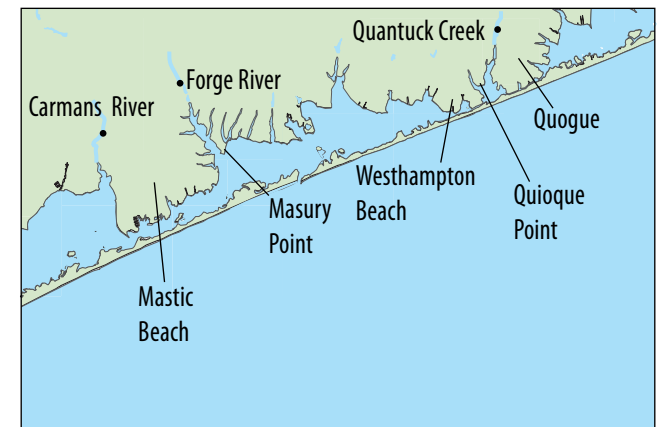 Quantuck Creek
Forge River
Carmans River
Quogue
Westhampton
Beach
Quioque
Point
Masury
Point
Mastic
Beach